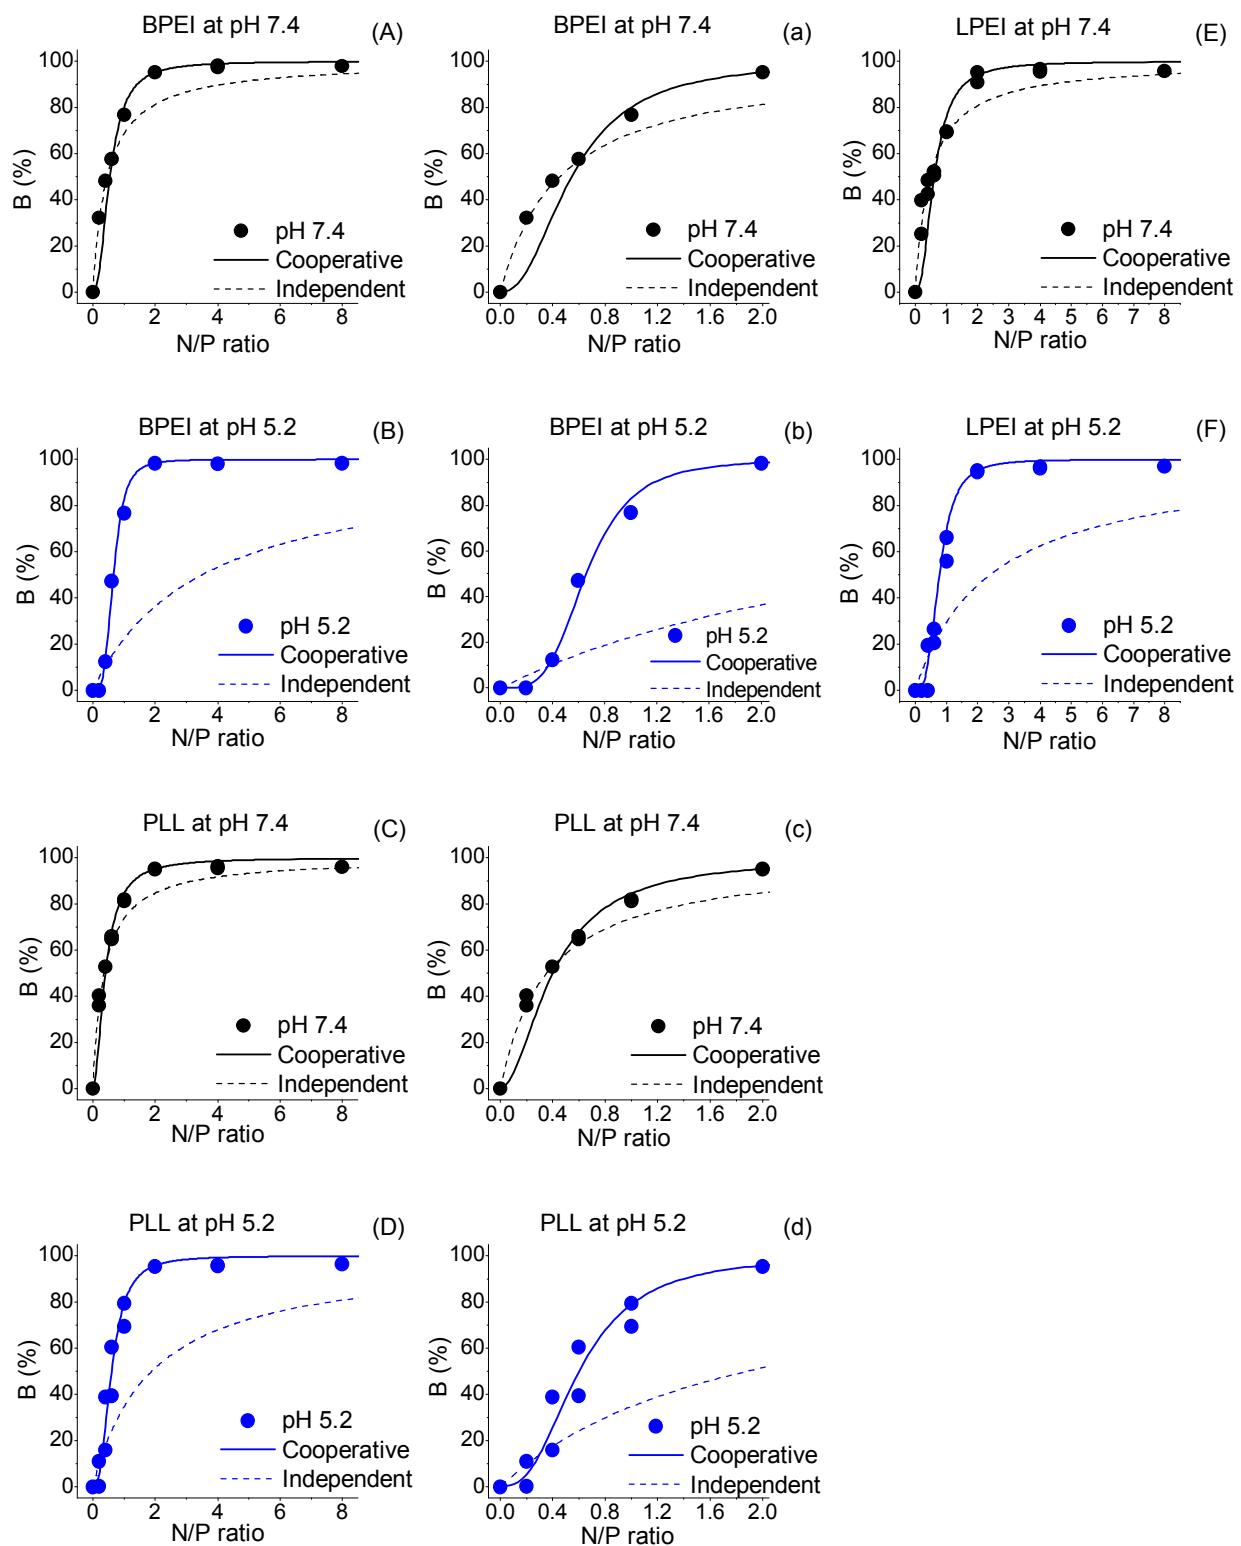 BPEI at pH 7.4
(A)
100
80
60
40
20
0
B (%)
pH 7.4
Cooperative
Independent
0 2 4 6 8
N/P ratio
BPEI at pH 7.4
(a)
100
80
60
40
20
0
B (%)
pH 7.4
Cooperative
Independent
0.0 0.4 0.8 1.2 1.6 2.0
N/P ratio
LPEI at pH 7.4
(E)
100
80
60
40
20
0
B (%)
pH 7.4
Cooperative
Independent
0 1 2 3 4 5 6 7 8
N/P ratio
BPEI at pH 5.2
(B)
100
80
60
40
20
0
B (%)
pH 5.2
Cooperative
Independent
0 2 4 6 8
N/P ratio
BPEI at pH 5.2
(b)
100
80
60
40
20
0
B (%)
pH 5.2
Cooperative
Independent
0.0 0.4 0.8 1.2 1.6 2.0
N/P ratio
LPEI at pH 5.2
(F)
100
80
60
40
20
0
B (%)
pH 5.2
Cooperative
Independent
0 1 2 3 4 5 6 7 8
N/P ratio
PLL at pH 7.4
(C)
100
80
60
40
20
0
B (%)
pH 7.4
Cooperative
Independent
0 2 4 6 8
N/P ratio
PLL at pH 7.4
(c)
100
80
60
40
20
0
B (%)
pH 7.4
Cooperative
Independent
0.0 0.4 0.8 1.2 1.6 2.0
N/P ratio
PLL at pH 5.2
(D)
100
80
60
40
20
0
B (%)
pH 5.2
Cooperative
Independent
0 2 4 6 8
N/P ratio
PLL at pH 5.2
(d)
100
80
60
40
20
0
B (%)
pH 5.2
Cooperative
Independent
0.0 0.4 0.8 1.2 1.6 2.0
N/P ratio